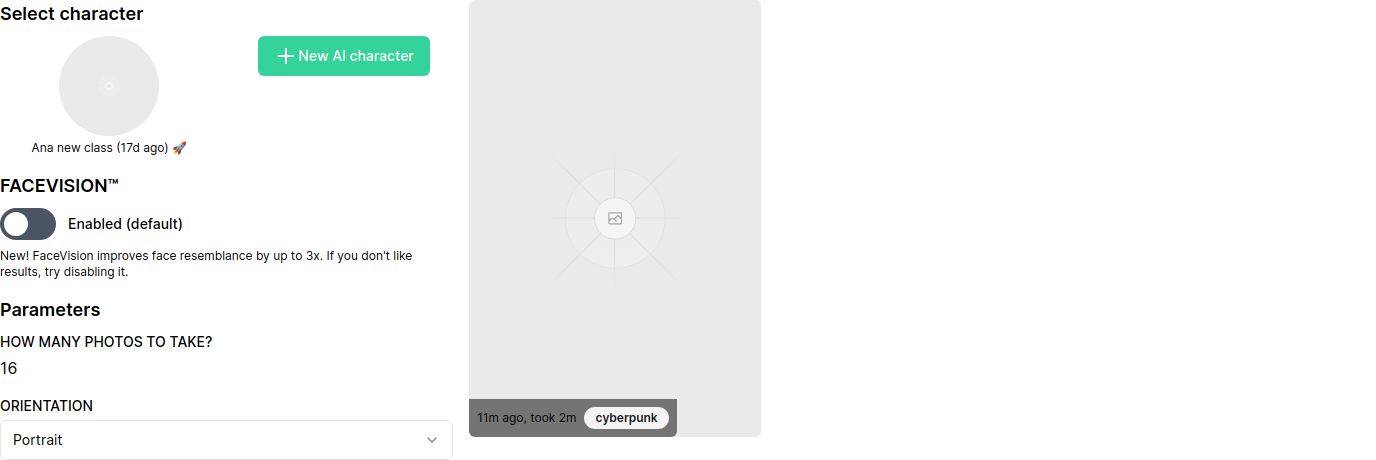 Select character
New AI character
Ana new class (17d ago) 🚀
FACEVISION™
Enabled (default)
New! FaceVision improves face resemblance by up to 3x. If you don't like
results, try disabling it.
Parameters
HOW MANY PHOTOS TO TAKE?
16
ORIENTATION
Portrait
11m ago, took 2m
cyberpunk